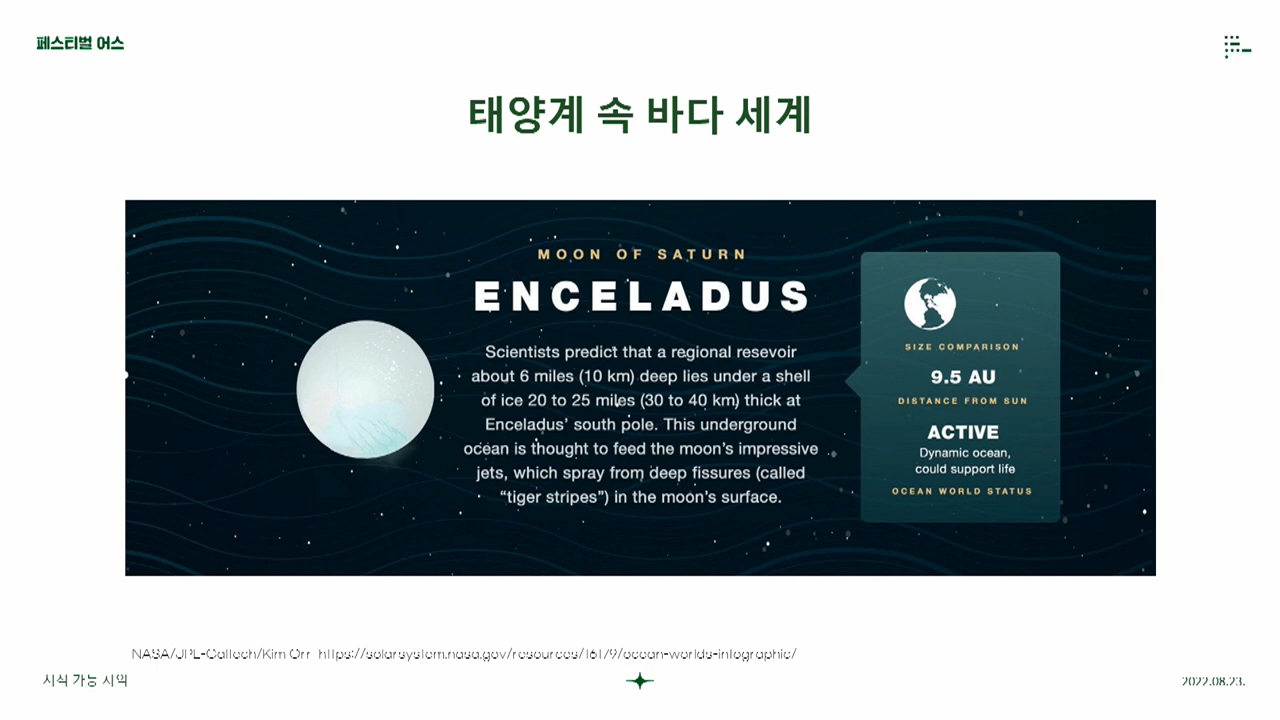 페스티벌 어스
태양계 속 바다 세계
MOON OF SATURN
ENCELADUS
Scientists predict that a regional resevoir
about 6 miles (10 km) deep lies under a shell
of ice 20 to 25 miles (30 to 40 km) thick at
Enceladus' south pole. This underground
ocean is thought to feed the moon's impressive
jets, which spray from deep fissures (called
“tiger stripes”) in the moon's surface.
SIZE COMPARISON
9.5 AU
DISTANCE FROM SUN
ACTIVE
Dynamic ocean,
could support life
OCEAN WORLD STATUS
NASA/JPL-Caltech/Kim Orr https://solarsystem.nasa.gov/resources/16179/ocean-worlds-infographic/
지식 가능 지역
2022.08.23.